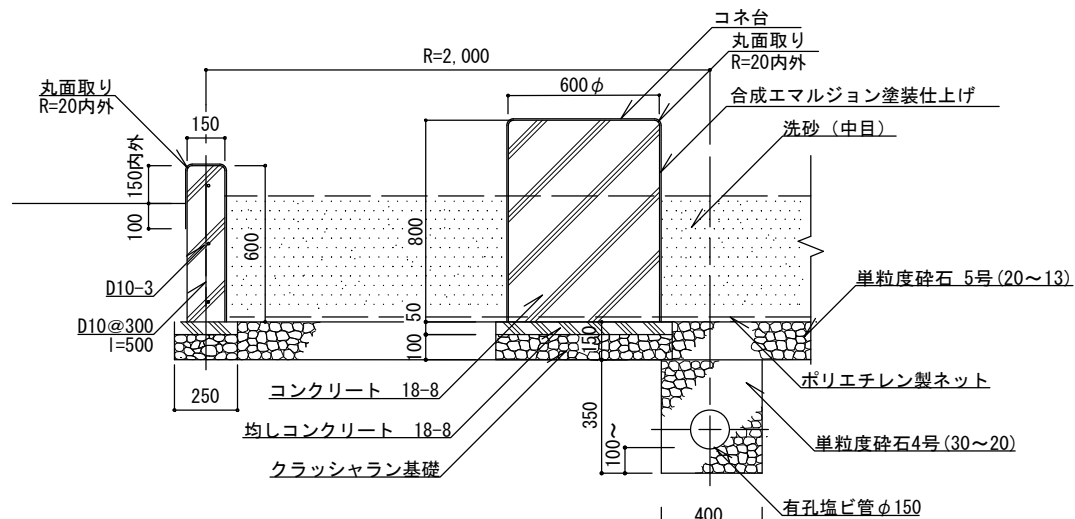 コネ台
丸面取り
R=20内外
R=2,000
600φ
合成エマルジョン塗装仕上げ
洗砂（中目）
丸面取り
R=20内外
150
150内外
100
600
800
D10-3
D10@300
l=500
50
100
150
単粒度砕石 5号(20～13)
250
コンクリート 18-8
ポリエチレン製ネット
350
均しコンクリート 18-8
100～
単粒度砕石4号(30～20)
クラッシャラン基礎
有孔塩ビ管φ150
400